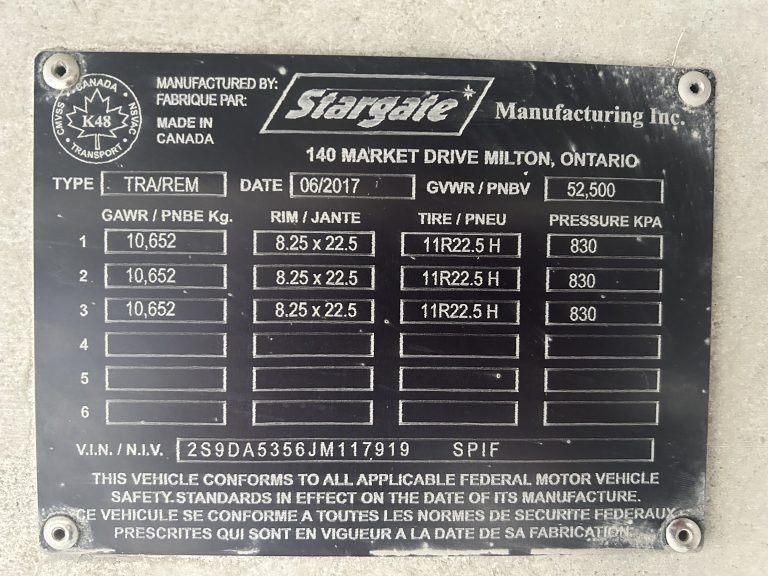 CANADA
CMVSS
NSVAC
K48
TRANSPORT
MANUFACTURED BY:
FABRIQUE PAR:
MADE IN
CANADA
Stargate Manufacturing Inc.
140 MARKET DRIVE MILTON, ONTARIO
TYPE TRA/REM DATE 06/2017 GVWR / PNBV 52,500
GAWR / PNBE Kg. RIM / JANTE TIRE / PNEU PRESSURE KPA
1 10,652 8.25 x 22.5 11R22.5 H 830
2 10,652 8.25 x 22.5 11R22.5 H 830
3 10,652 8.25 x 22.5 11R22.5 H 830
4
5
6
V.I.N. / N.I.V. 2S9DA5356JM117919 SPIF
THIS VEHICLE CONFORMS TO ALL APPLICABLE FEDERAL MOTOR VEHICLE
SAFETY.STANDARDS IN EFFECT ON THE DATE OF ITS MANUFACTURE.
CE VEHICULE SE CONFORME A TOUTES LES NORMES DE SECURITE FEDERAUX
PRESCRITES QUI SONT EN VIGUEUR A LA DATE DE SA FABRICATION